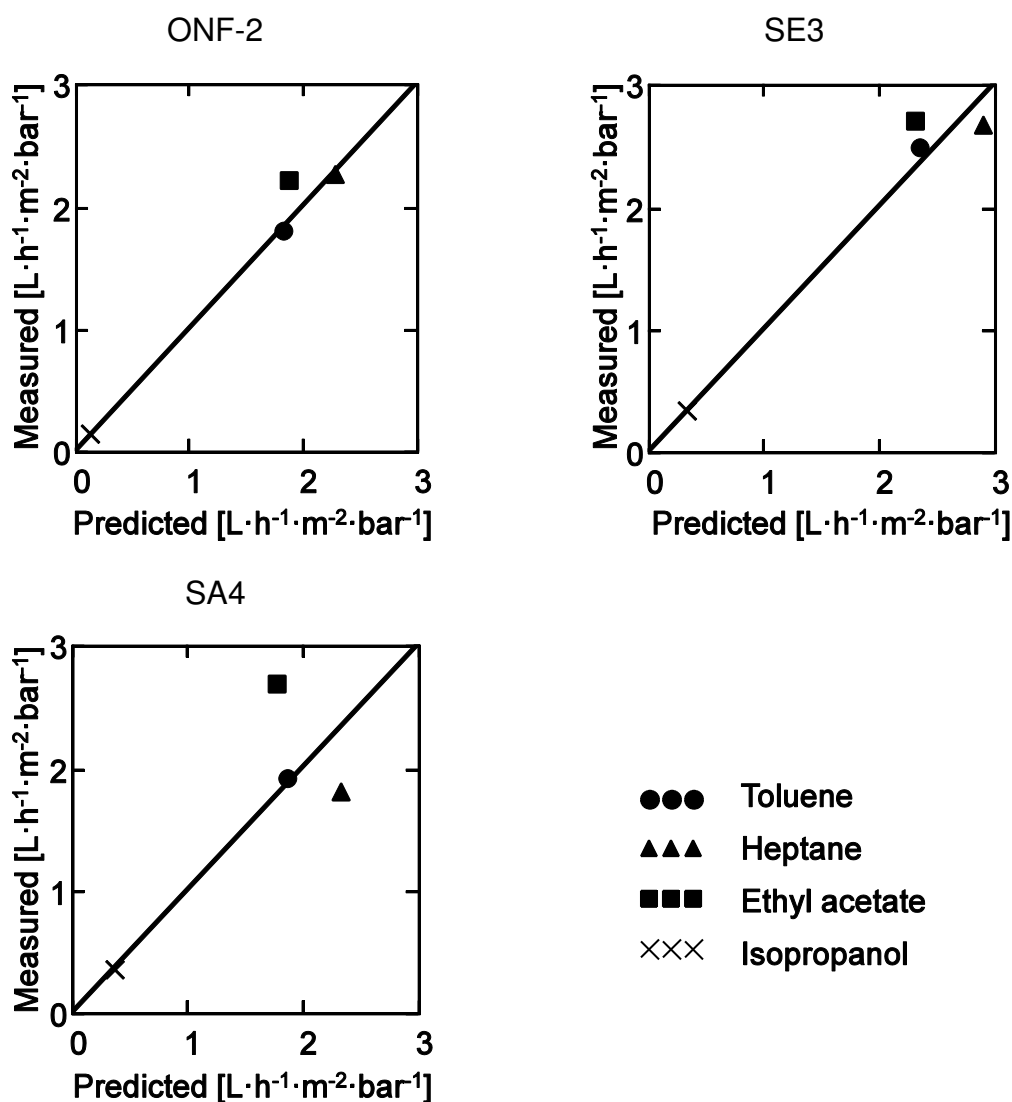 ONF-2
3
2
1
0
0 1 2 3
Measured [L·h⁻¹·m⁻²·bar⁻¹]
Predicted [L·h⁻¹·m⁻²·bar⁻¹]
SE3
3
2
1
0
0 1 2 3
Measured [L·h⁻¹·m⁻²·bar⁻¹]
Predicted [L·h⁻¹·m⁻²·bar⁻¹]
SA4
3
2
1
0
0 1 2 3
Measured [L·h⁻¹·m⁻²·bar⁻¹]
Predicted [L·h⁻¹·m⁻²·bar⁻¹]
Toluene
Heptane
Ethyl acetate
Isopropanol